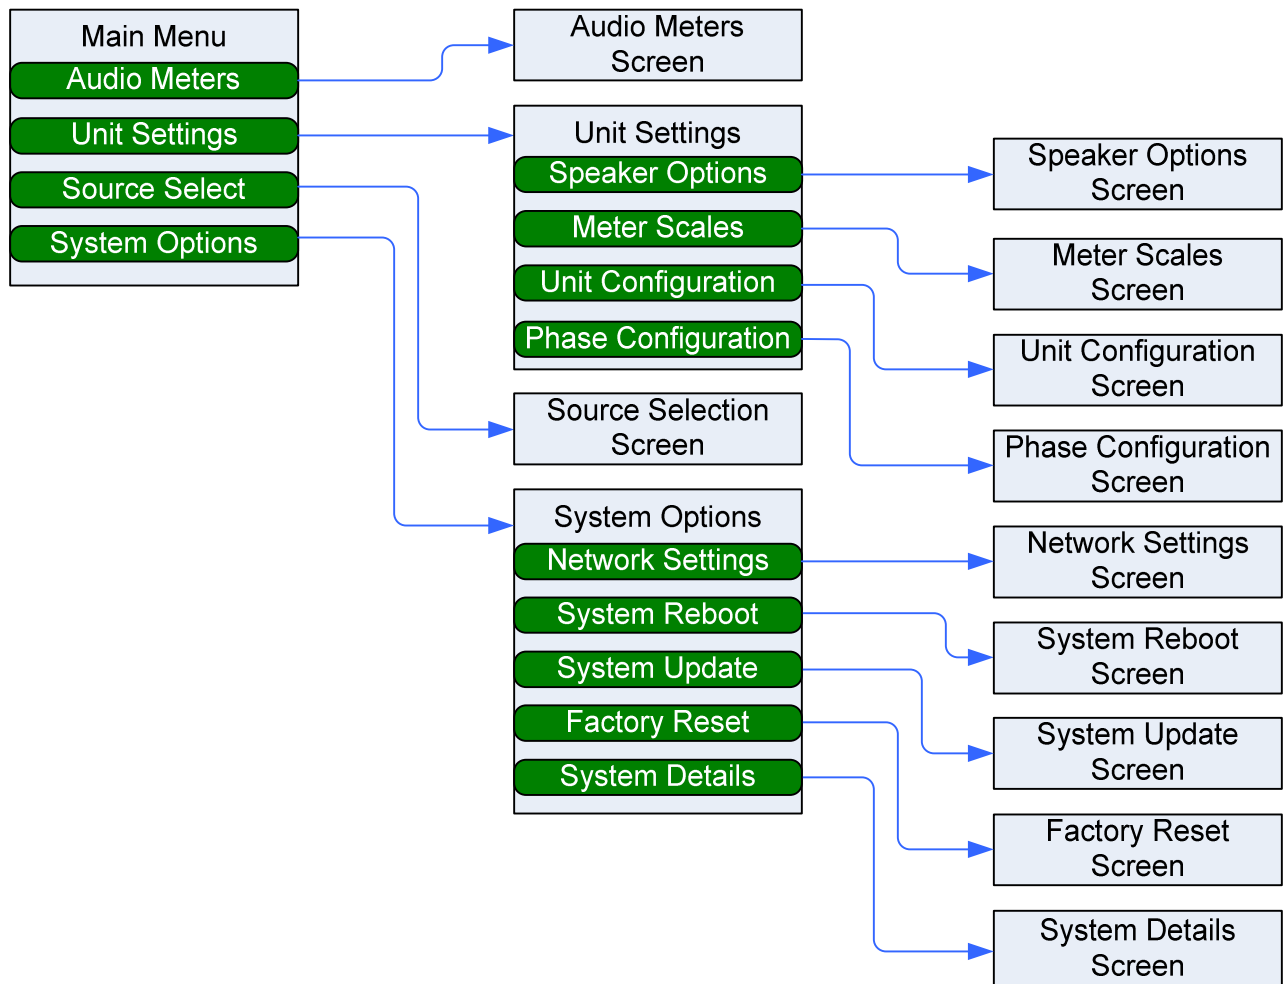 Main Menu
Audio Meters
Unit Settings
Source Select
System Options
Audio Meters
Screen
Unit Settings
Speaker Options
Meter Scales
Unit Configuration
Phase Configuration
Source Selection
Screen
System Options
Network Settings
System Reboot
System Update
Factory Reset
System Details
Speaker Options
Screen
Meter Scales
Screen
Unit Configuration
Screen
Phase Configuration
Screen
Network Settings
Screen
System Reboot
Screen
System Update
Screen
Factory Reset
Screen
System Details
Screen